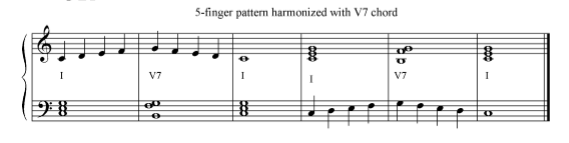 5-finger pattern harmonized with V7 chord
I V7 I I V7 I